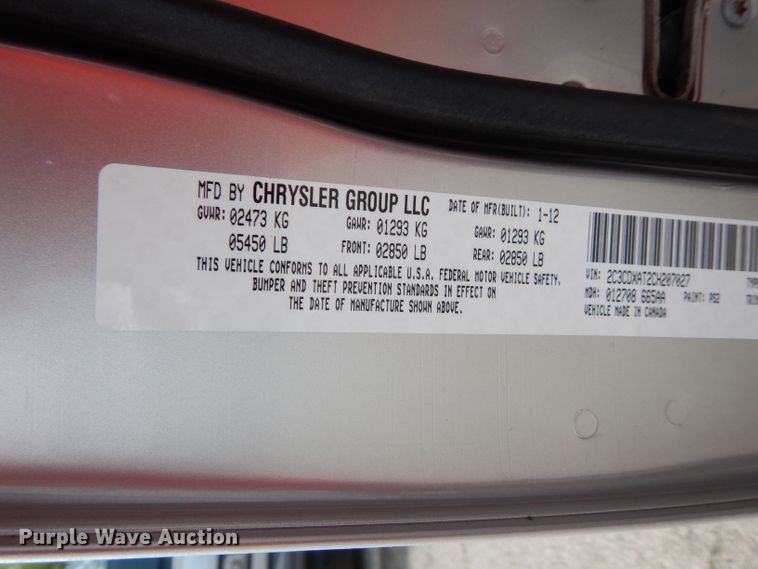 MFD BY CHRYSLER GROUP LLC DATE OF MFR(BUILT): 1-12
GVWR: 02473 KG GAWR: 01293 KG GAWR: 01293 KG
05450 LB FRONT: 02850 LB REAR: 02850 LB
THIS VEHICLE CONFORMS TO ALL APPLICABLE U.S.A. FEDERAL MOTOR VEHICLE SAFETY,
BUMPER AND THEFT PREVENTION STANDARDS IN EFFECT ON
THE DATE OF MANUFACTURE SHOWN ABOVE.
VIN: 2C3CDXAT2CH207027
MDH: 012708 665AA PAINT: PS2
VEHICLE MADE IN CANADA
Purple Wave Auction